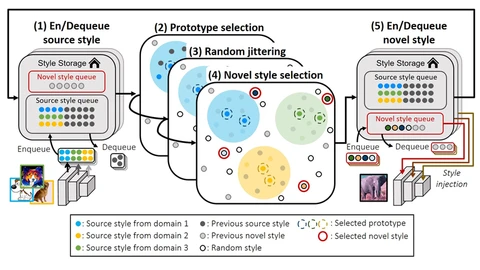 (1) En/Dequeue
source style
(2) Prototype selection
(3) Random jittering
(4) Novel style selection
(5) En/Dequeue
novel style
Style Storage
Novel style queue
Source style queue
Enqueue
Dequeue
Style Storage
Source style queue
Novel style queue
Enqueue
Dequeue
Style
injection
: Source style from domain 1
: Source style from domain 2
: Source style from domain 3
: Previous source style
: Previous novel style
: Random style
: Selected prototype
: Selected novel style